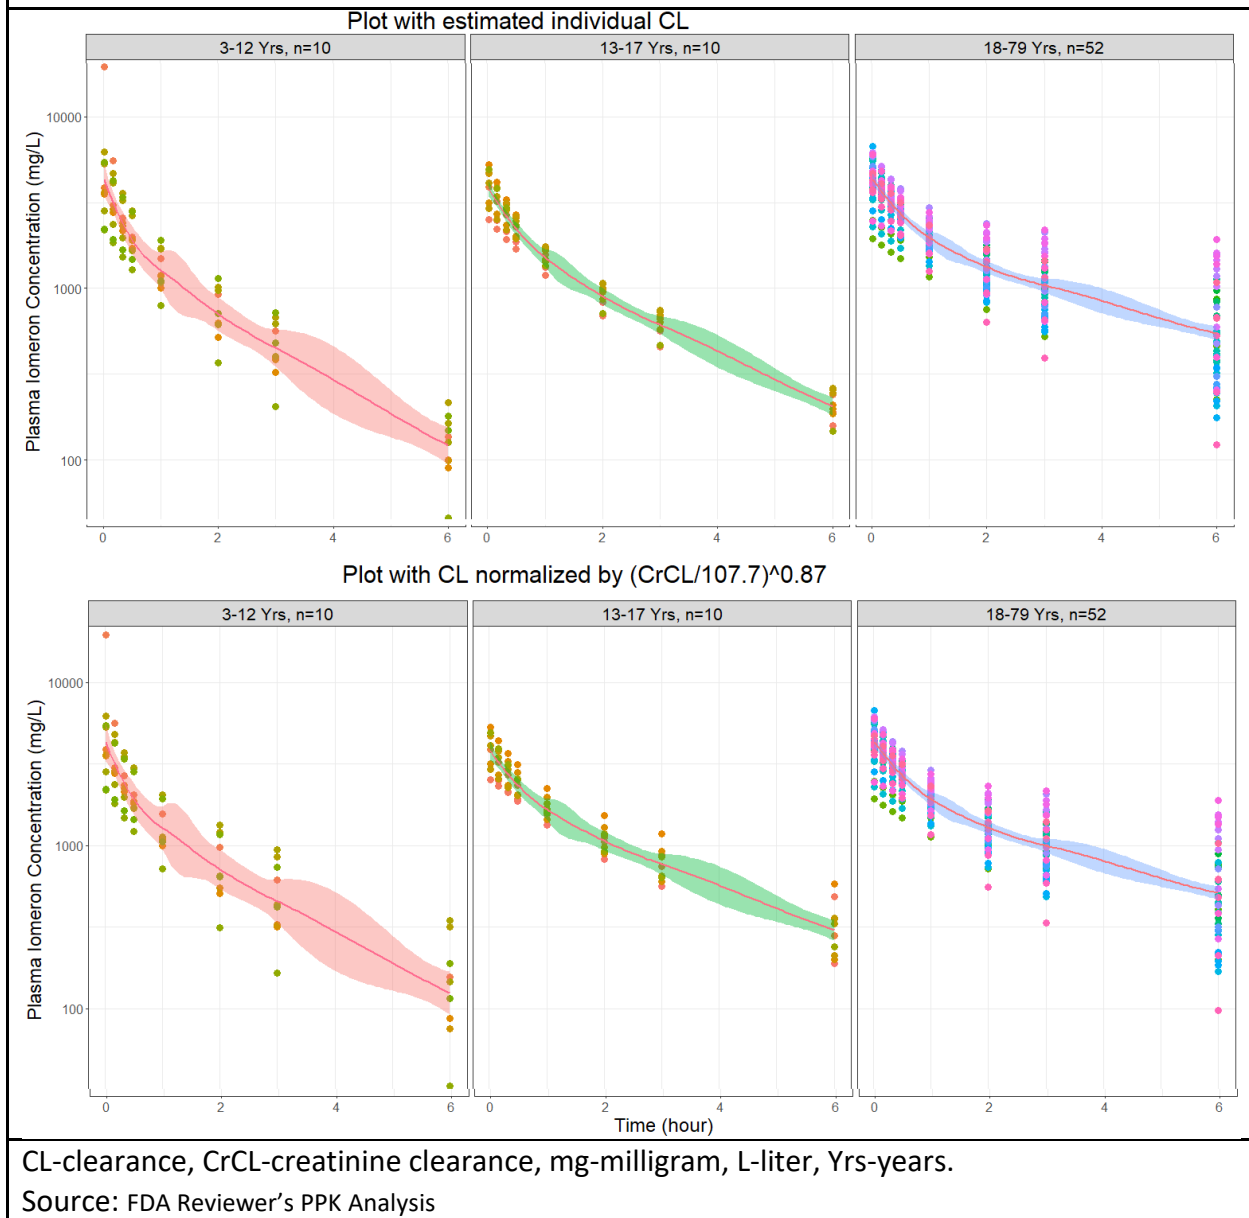 Plot with estimated individual CL
3-12 Yrs, n=10
13-17 Yrs, n=10
18-79 Yrs, n=52
Plasma Iomeron Concentration (mg/L)
10000
1000
100
0 2 4 6
0 2 4 6
0 2 4 6
Plot with CL normalized by (CrCL/107.7)^0.87
3-12 Yrs, n=10
13-17 Yrs, n=10
18-79 Yrs, n=52
Plasma Iomeron Concentration (mg/L)
10000
1000
100
0 2 4 6
0 2 4 6
0 2 4 6
Time (hour)
CL-clearance, CrCL-creatinine clearance, mg-milligram, L-liter, Yrs-years.
Source: FDA Reviewer's PPK Analysis